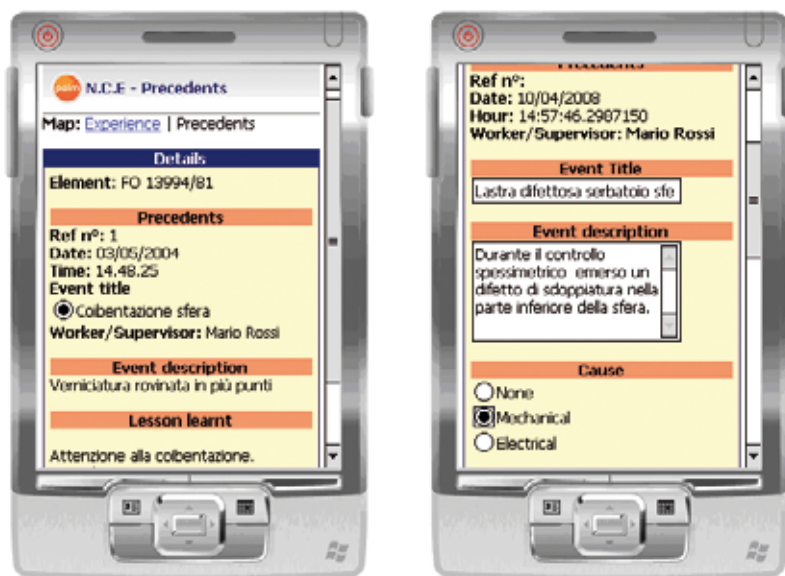 palm N.C.E - Precedents
Map: Experience | Precedents
Details
Element: FO 13994/81
Precedents
Ref nº: 1
Date: 03/05/2004
Time: 14.48.25
Event title
Coibentazione sfera
Worker/Supervisor: Mario Rossi
Event description
Verniciatura rovinata in più punti
Lesson learnt
Attenzione alla coibentazione.
Precedents
Ref nº:
Date: 10/04/2008
Hour: 14:57:46.2987150
Worker/Supervisor: Mario Rossi
Event Title
Lastra difettosa serbatoio sfe
Event description
Durante il controllo
spessimetrico emerso un
difetto di sdoppiatura nella
parte inferiore della sfera.
Cause
None
Mechanical
Electrical